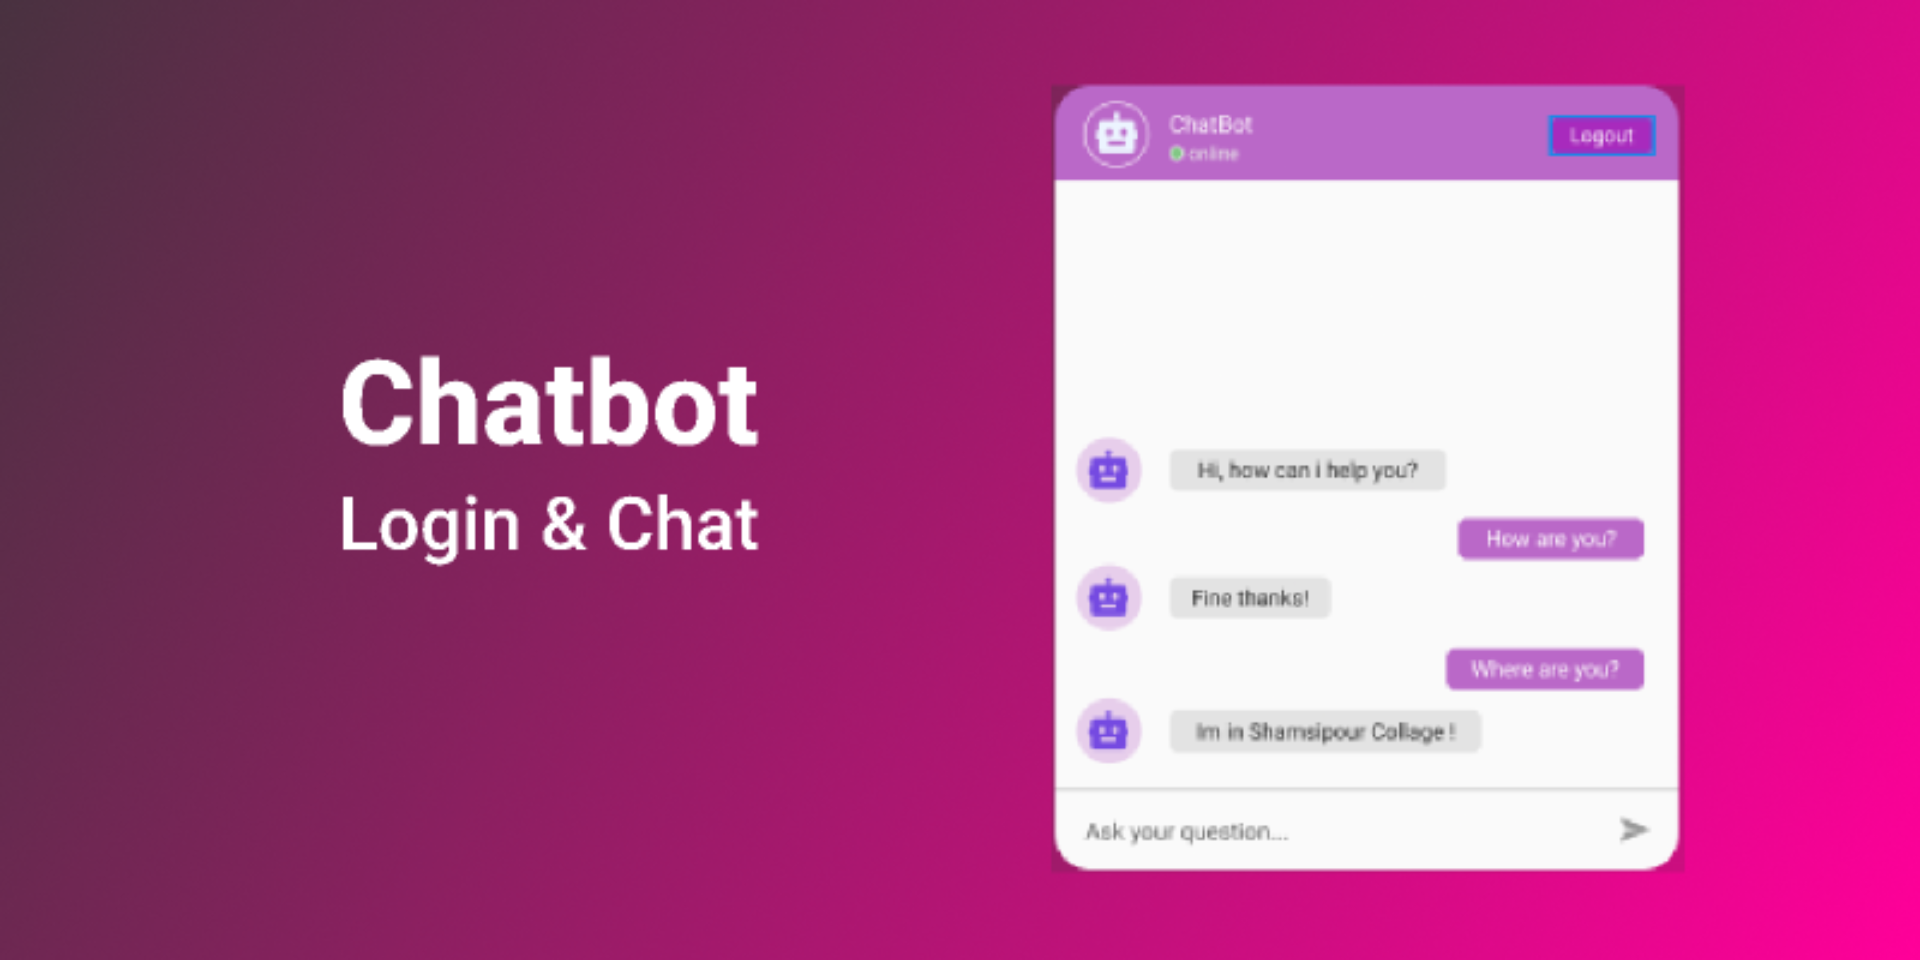 Chatbot
Login & Chat
ChatBot
online
Logout
Hi, how can i help you?
How are you?
Fine thanks!
Where are you?
Im in Shamsipour Collage !
Ask your question...